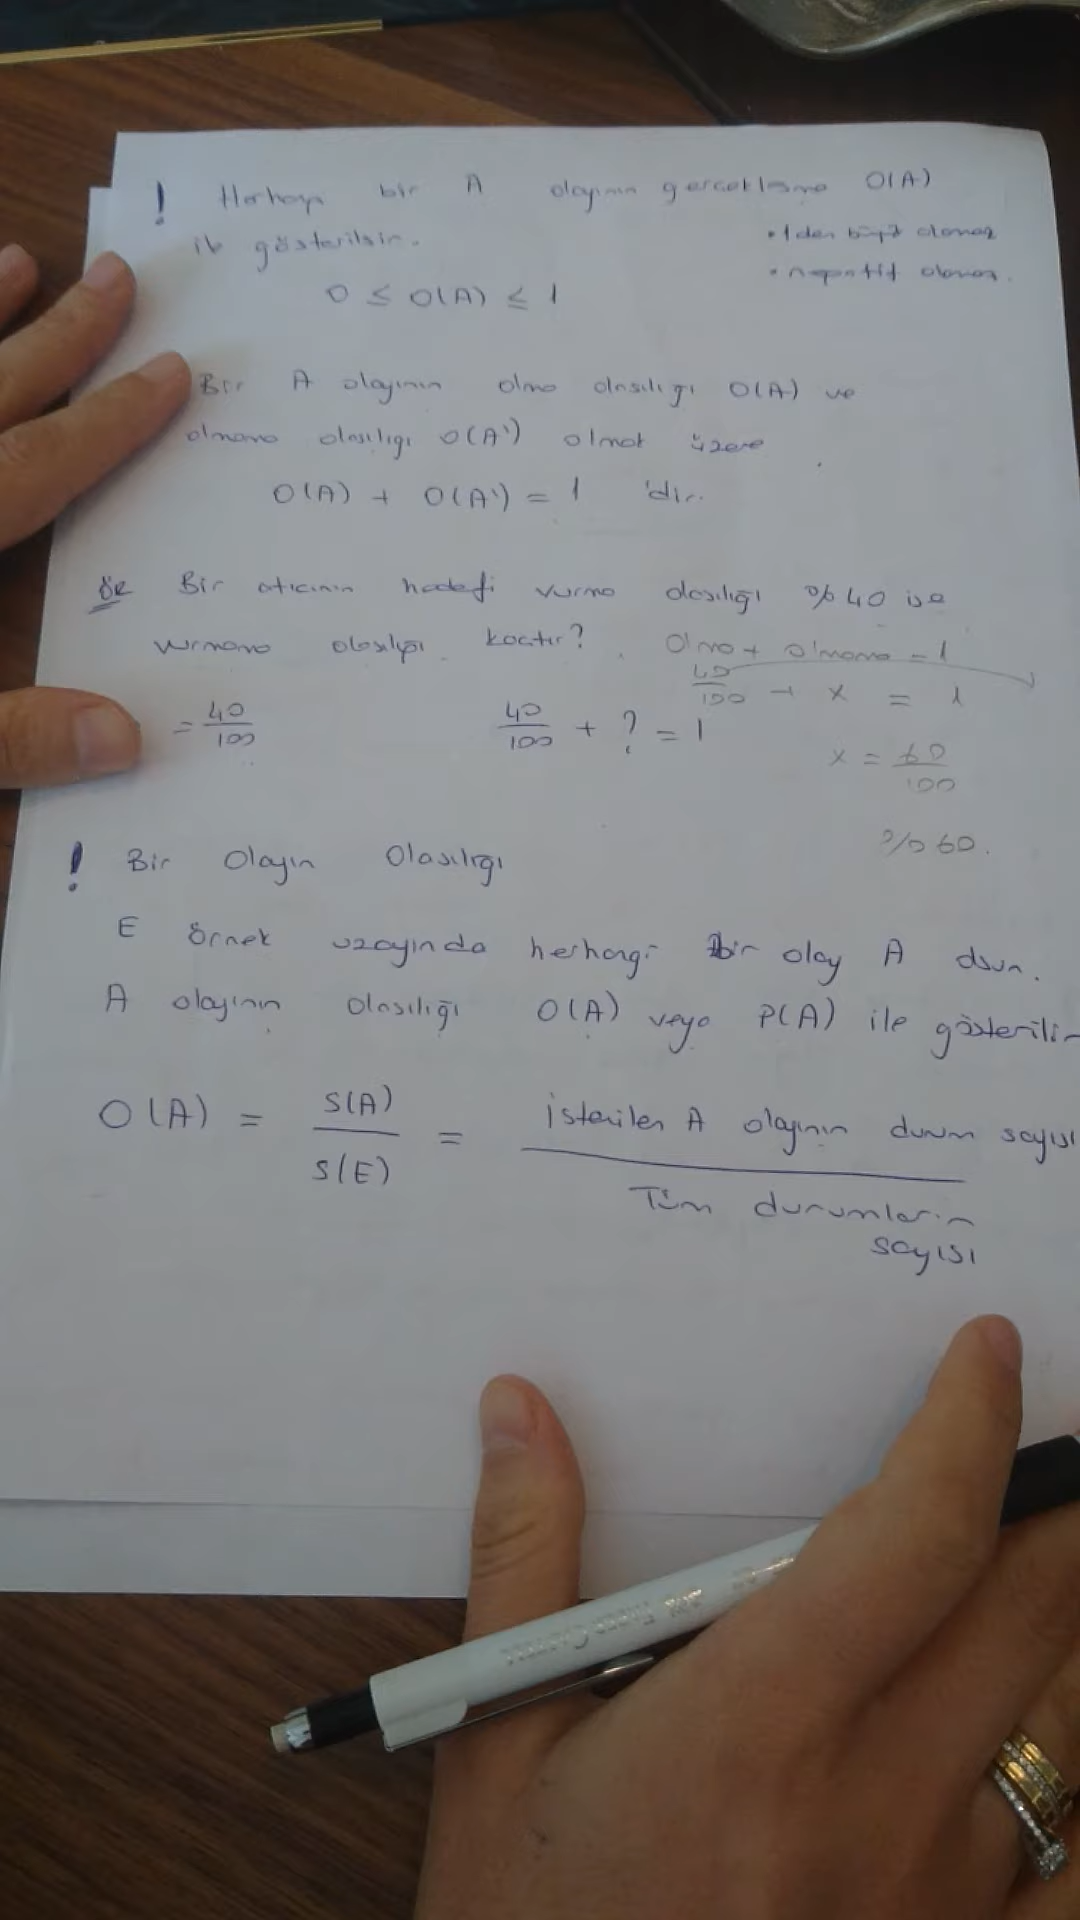 ! Herhangi bir A olayının gerçekleşme O(A)
ile gösterilsin.
• 1 den büyük olamaz
• negatif olamaz.
0 ≤ O(A) ≤ 1
Bir A olayının olma olasılığı O(A) ve
olmama olasılığı O(A') olmak üzere
O(A) + O(A') = 1 'dir.
ör Bir atıcının hedefi vurma olasılığı %40 ise
vurmama olasılığı kaçtır?
Olma + olmama = 1
40/100 + x = 1
= 40/100
40/100 + ? = 1
x = 60/100
%60.
! Bir Olayın Olasılığı
E örnek uzayında herhangi bir olay A olsun.
A olayının olasılığı O(A) veya P(A) ile gösterilir
O(A) = S(A)/S(E) = istenilen A olayının durum sayısı / Tüm durumların
sayısı